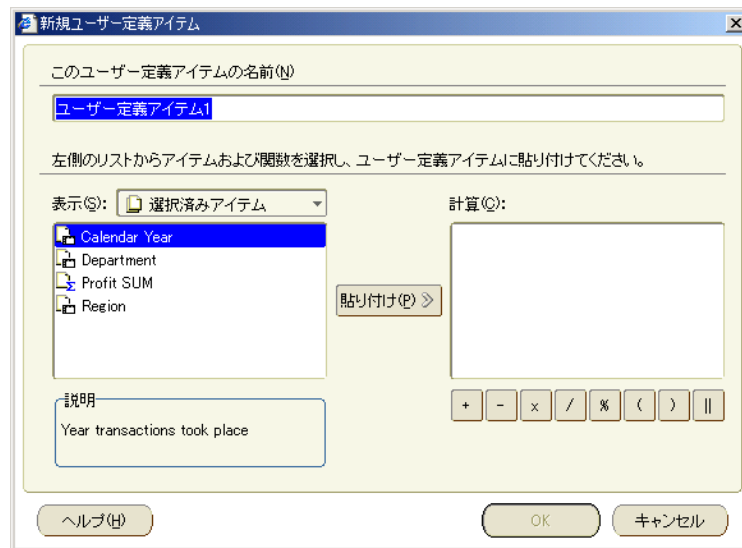 新規ユーザー定義アイテム
このユーザー定義アイテムの名前(N)
ユーザー定義アイテム1
左側のリストからアイテムおよび関数を選択し、ユーザー定義アイテムに貼り付けてください。
表示(S): 選択済みアイテム
計算(C):
Calendar Year
Department
Profit SUM
Region
貼り付け(P)
説明
Year transactions took place
+ - x / % ( ) ||
ヘルプ(H) OK キャンセル